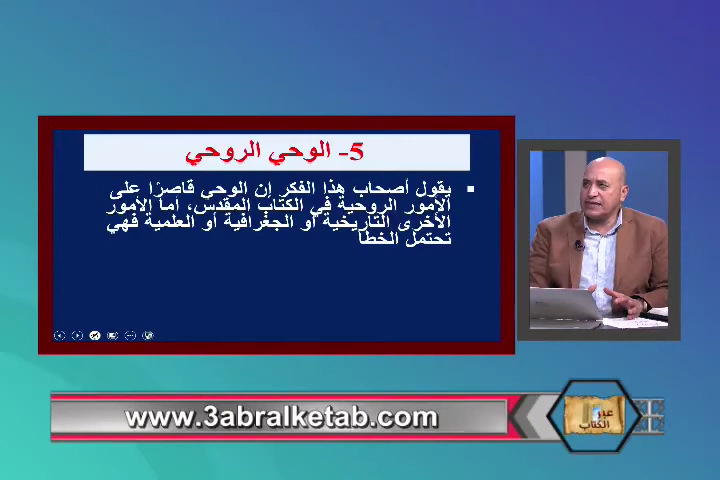 5- الوحي الروحي
▪ يقول أصحاب هذا الفكر إن الوحي قاصرًا على
الأمور الروحية في الكتاب المقدس، أما الأمور
الأخرى التاريخية أو الجغرافية أو العلمية فهي
تحتمل الخطأ
www.3abralketab.com
عبر
الكتاب